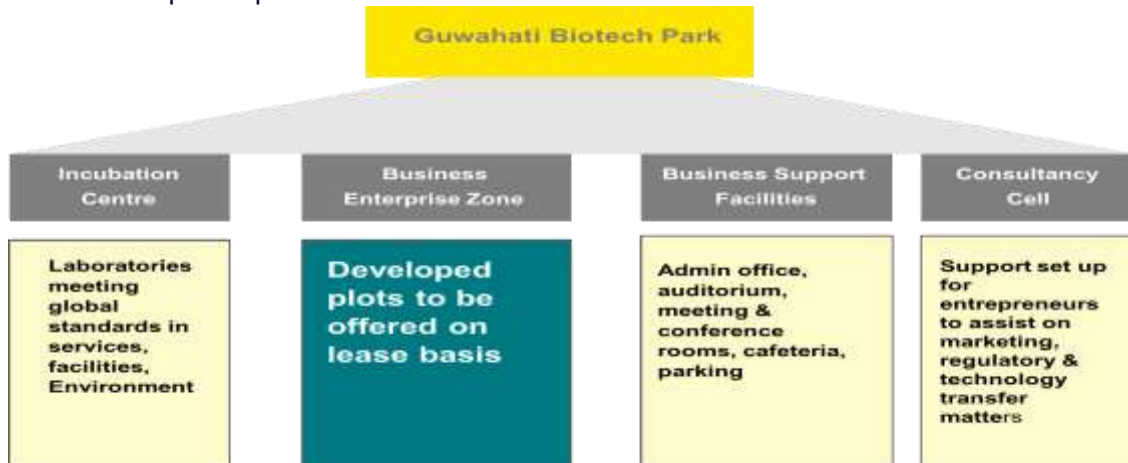 Guwahati Biotech Park
Incubation
Centre
Business
Enterprise Zone
Business Support
Facilities
Consultancy
Cell
Laboratories
meeting
global
standards in
services,
facilities,
Environment
Developed
plots to be
offered on
lease basis
Admin office,
auditorium,
meeting &
conference
rooms, cafeteria,
parking
Support set up
for
entrepreneurs
to assist on
marketing,
regulatory &
technology
transfer
matters